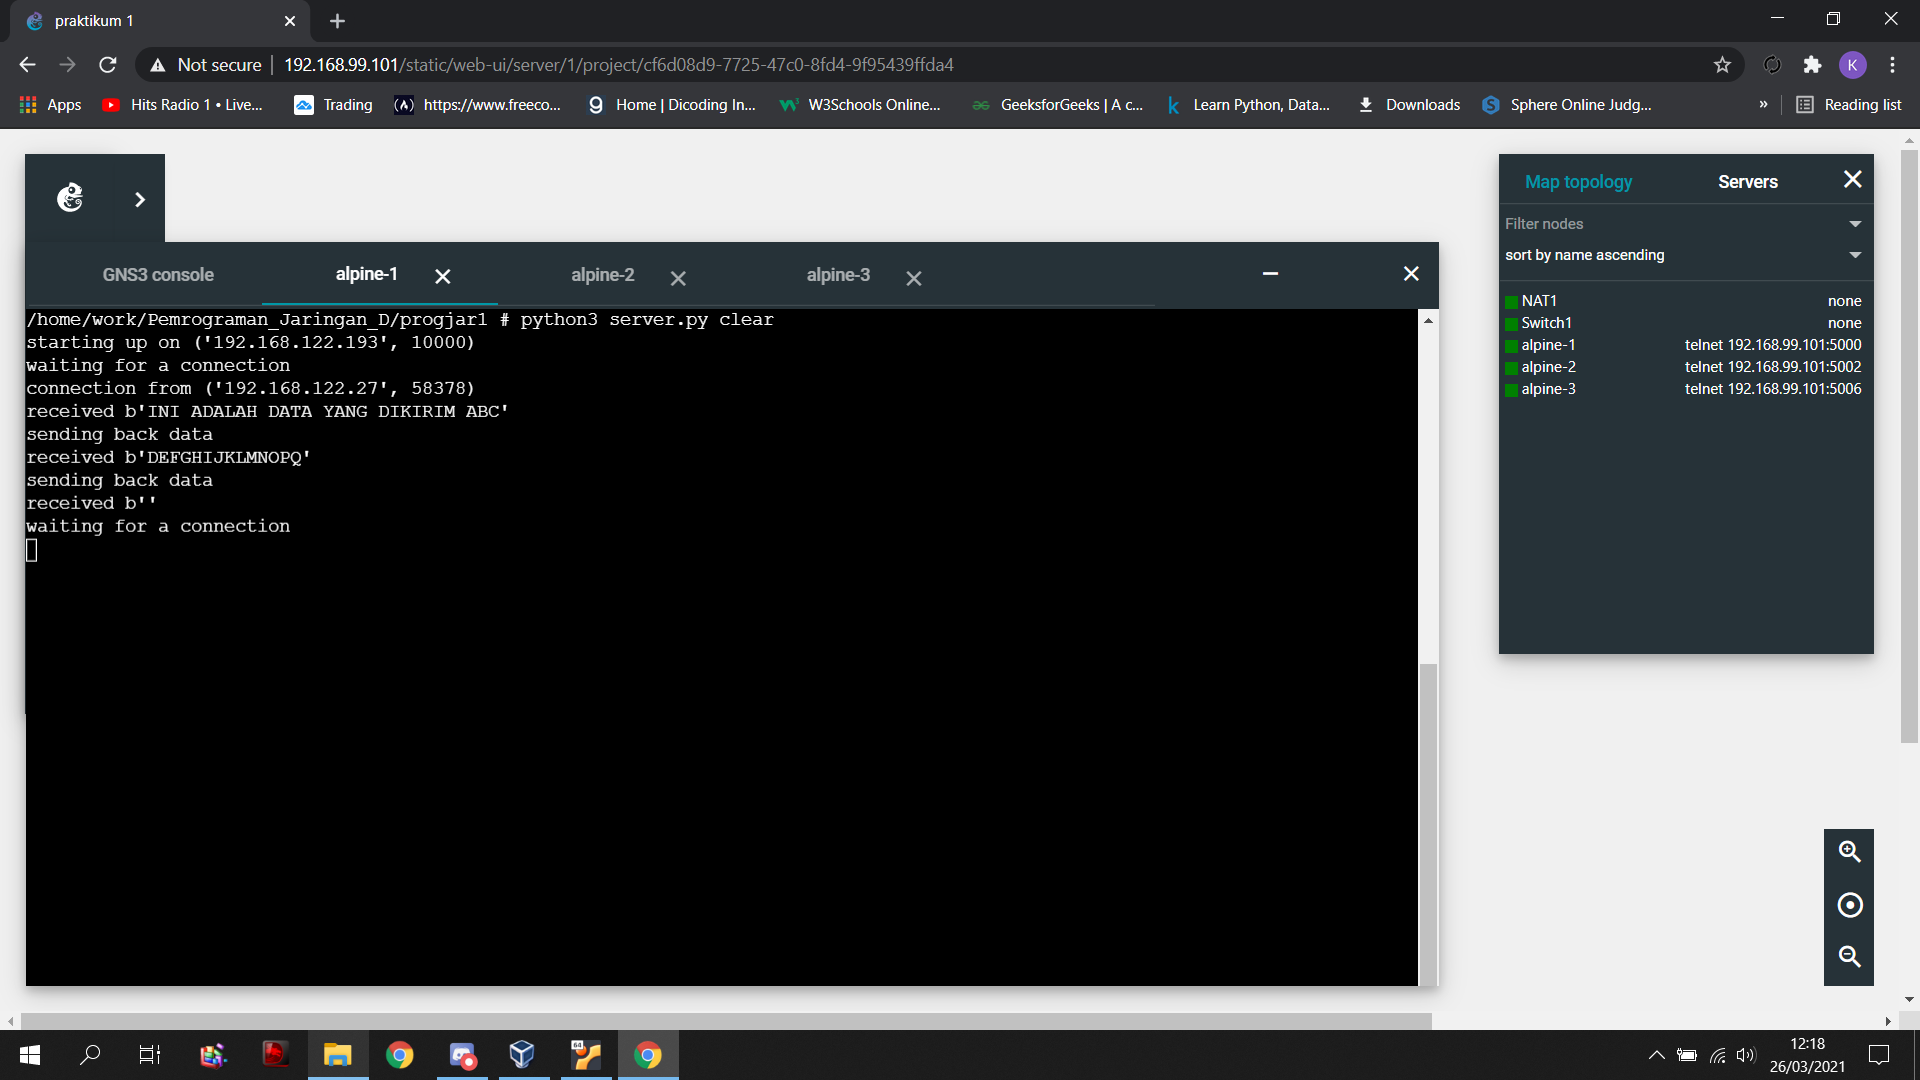 praktikum 1
Not secure
192.168.99.101/static/web-ui/server/1/project/cf6d08d9-7725-47c0-8fd4-9f95439ffda4
K
Apps
Hits Radio 1 • Live...
Trading
(A) https://www.freeco...
Home | Dicoding In...
W3Schools Online...
GeeksforGeeks | A c...
Learn Python, Data...
Downloads
Sphere Online Judg...
»
Reading list
GNS3 console
alpine-1
alpine-2
alpine-3
/home/work/Pemrograman_Jaringan_D/progjar1 # python3 server.py clear
starting up on ('192.168.122.193', 10000)
waiting for a connection
connection from ('192.168.122.27', 58378)
received b'INI ADALAH DATA YANG DIKIRIM ABC'
sending back data
received b'DEFGHIJKLMNOPQ'
sending back data
received b''
waiting for a connection
Map topology
Servers
Filter nodes
sort by name ascending
NAT1 none
Switch1 none
alpine-1 telnet 192.168.99.101:5000
alpine-2 telnet 192.168.99.101:5002
alpine-3 telnet 192.168.99.101:5006
64
12:18
26/03/2021